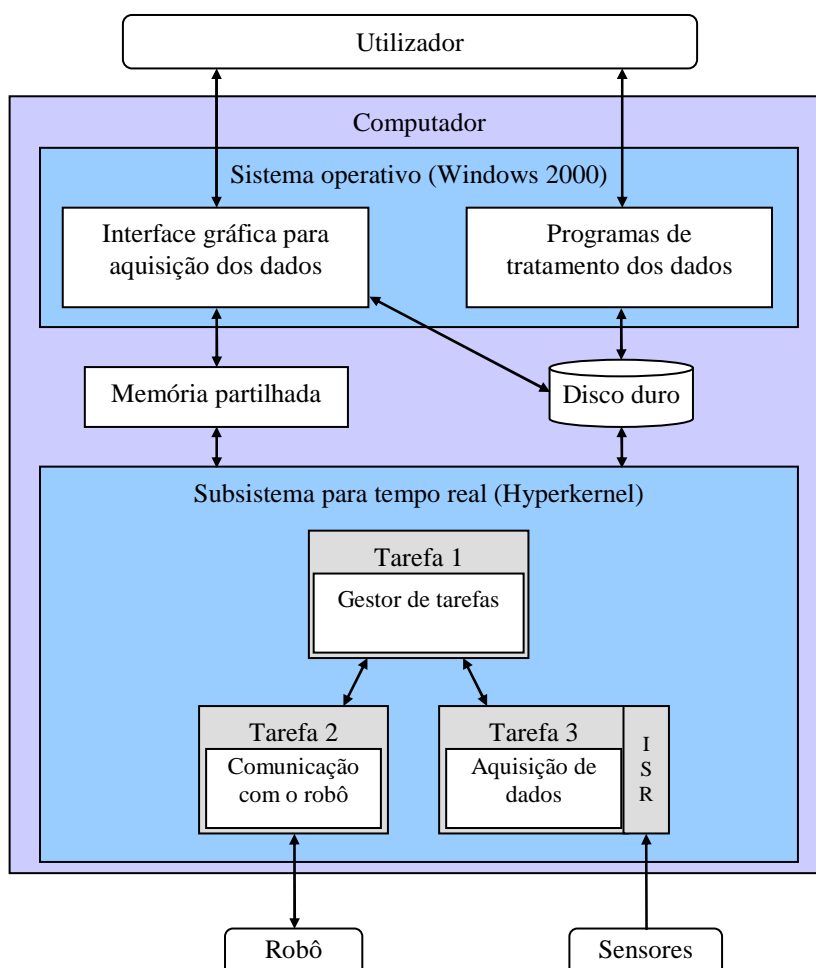 Utilizador
Computador
Sistema operativo (Windows 2000)
Interface gráfica para
aquisição dos dados
Programas de
tratamento dos dados
Memória partilhada
Disco duro
Subsistema para tempo real (Hyperkernel)
Tarefa 1
Gestor de tarefas
Tarefa 2
Comunicação
com o robô
Tarefa 3
Aquisição de
dados
I
S
R
Robô
Sensores